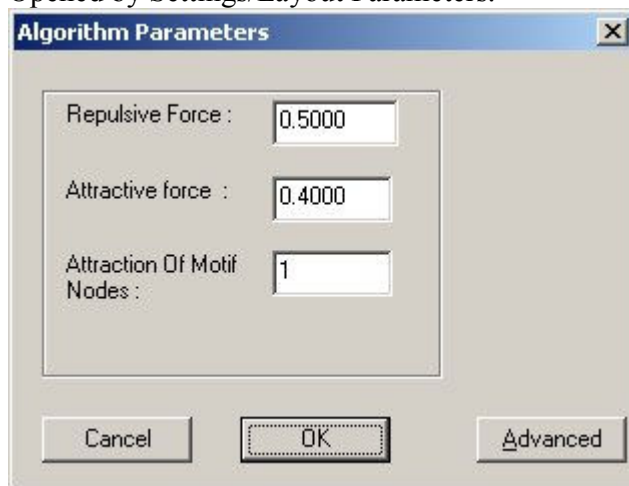 Opened by Settings/Layout Parameters.
Algorithm Parameters
Repulsive Force :
0.5000
Attractive force :
0.4000
Attraction Of Motif
Nodes :
1
Cancel
OK
Advanced